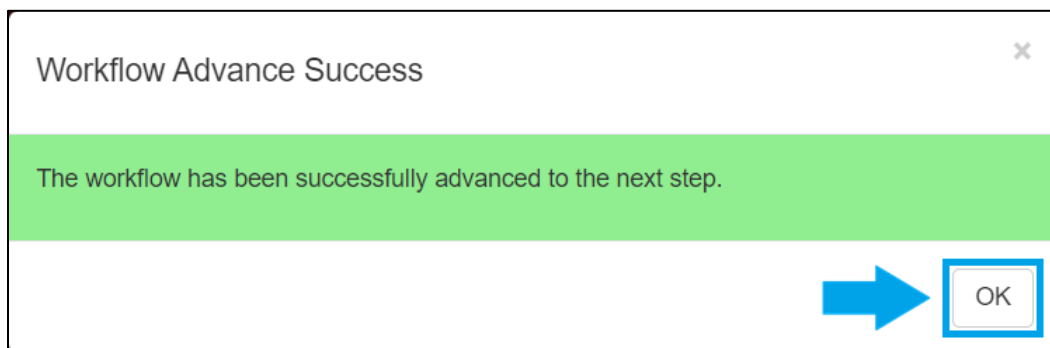 Workflow Advance Success
×
The workflow has been successfully advanced to the next step.
OK